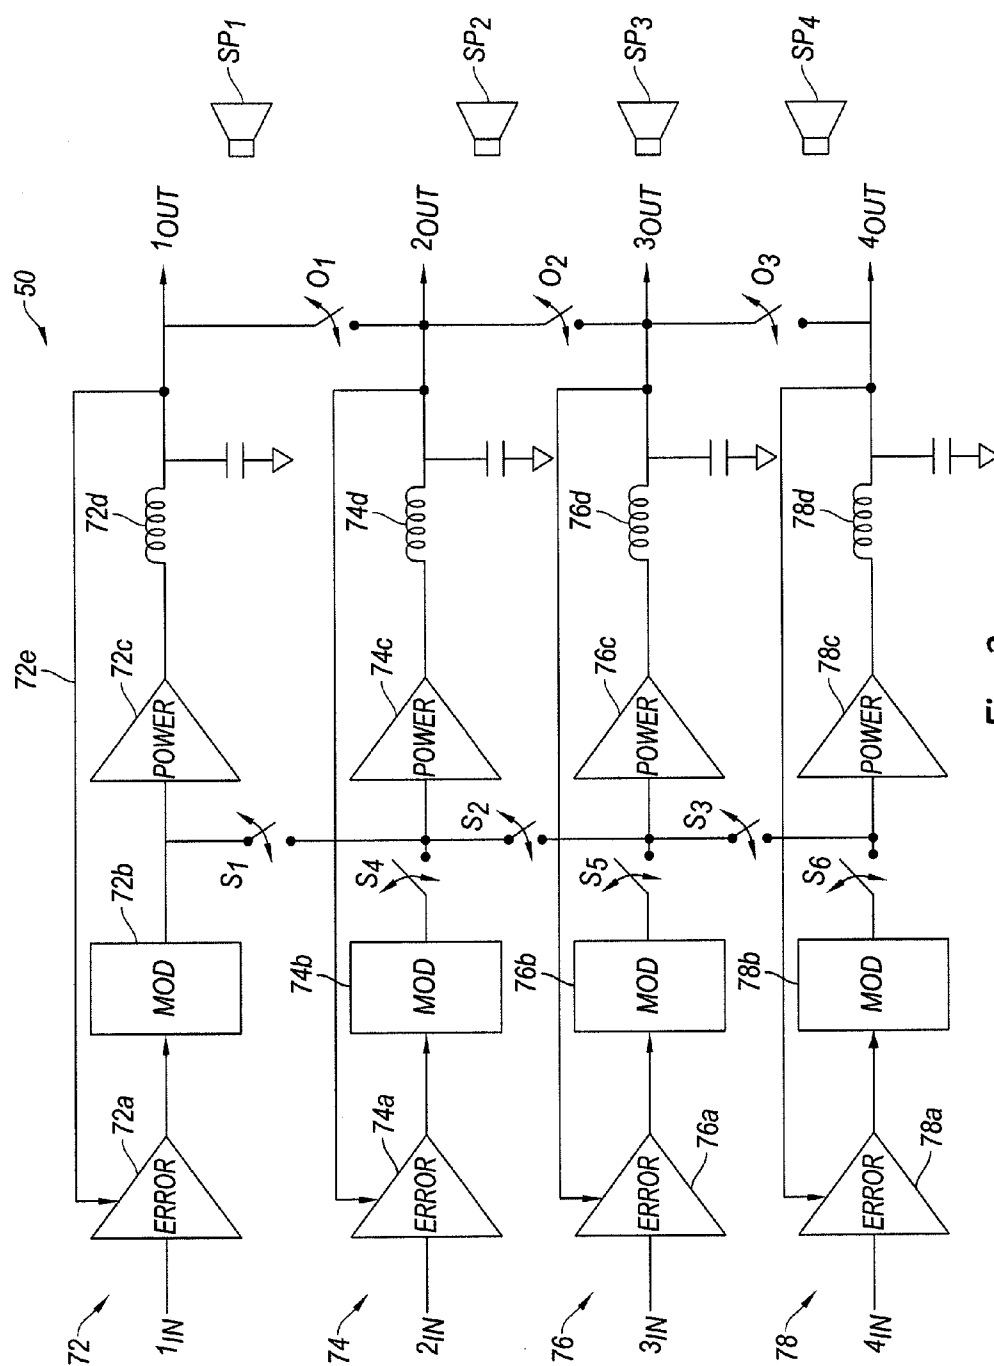 50
72
1IN
72a
ERROR
72b
MOD
S1
72c
POWER
72e
72d
1OUT
O1
SP1
74
2IN
74a
ERROR
74b
MOD
S4
S2
74c
POWER
74d
2OUT
O2
SP2
76
3IN
76a
ERROR
76b
MOD
S5
S3
76c
POWER
76d
3OUT
O3
SP3
78
4IN
78a
ERROR
78b
MOD
S6
78c
POWER
78d
4OUT
SP4